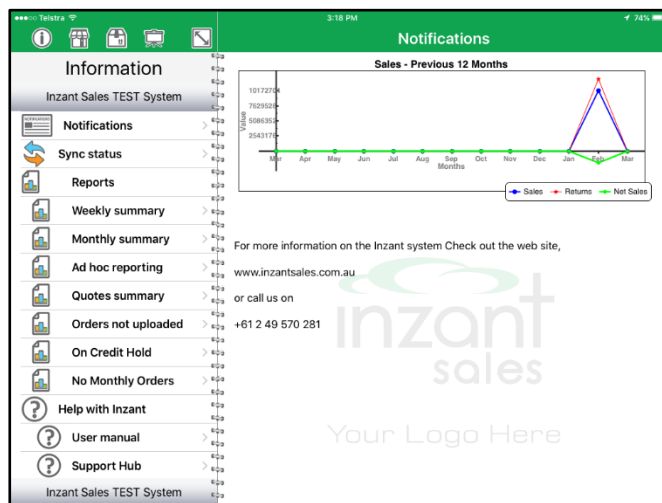 ●●●○○ Telstra
3:18 PM
74%
Notifications
Information
Inzant Sales TEST System
NOTIFICATIONS
Notifications
Sync status
Reports
Weekly summary
Monthly summary
Ad hoc reporting
Quotes summary
Orders not uploaded
On Credit Hold
No Monthly Orders
Help with Inzant
User manual
Support Hub
Inzant Sales TEST System
Sales - Previous 12 Months
Value
10172704
7629528
5086352
2543176
Mar Apr May Jun Jul Aug Sep Oct Nov Dec Jan Feb Mar
Months
Sales Returns Net Sales
For more information on the Inzant system Check out the web site,
www.inzantsales.com.au
or call us on
+61 2 49 570 281
inzant
sales
Your Logo Here